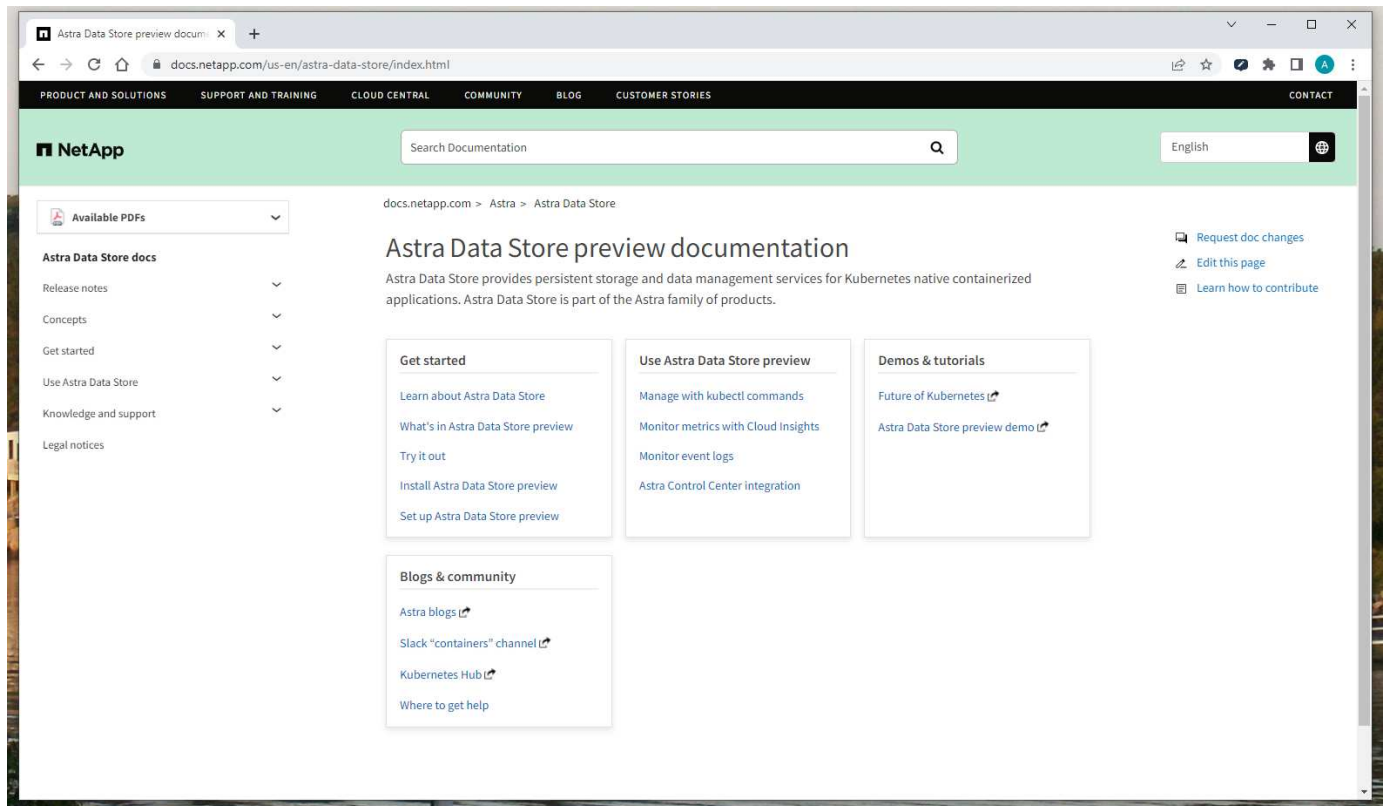 Astra Data Store preview docum
docs.netapp.com/us-en/astra-data-store/index.html
A
PRODUCT AND SOLUTIONS SUPPORT AND TRAINING CLOUD CENTRAL COMMUNITY BLOG CUSTOMER STORIES CONTACT
NetApp
Search Documentation
English
Available PDFs
Astra Data Store docs
Release notes
Concepts
Get started
Use Astra Data Store
Knowledge and support
Legal notices
docs.netapp.com > Astra > Astra Data Store
Astra Data Store preview documentation
Astra Data Store provides persistent storage and data management services for Kubernetes native containerized
applications. Astra Data Store is part of the Astra family of products.
Request doc changes
Edit this page
Learn how to contribute
Get started
Learn about Astra Data Store
What's in Astra Data Store preview
Try it out
Install Astra Data Store preview
Set up Astra Data Store preview
Use Astra Data Store preview
Manage with kubectl commands
Monitor metrics with Cloud Insights
Monitor event logs
Astra Control Center integration
Demos & tutorials
Future of Kubernetes
Astra Data Store preview demo
Blogs & community
Astra blogs
Slack “containers” channel
Kubernetes Hub
Where to get help